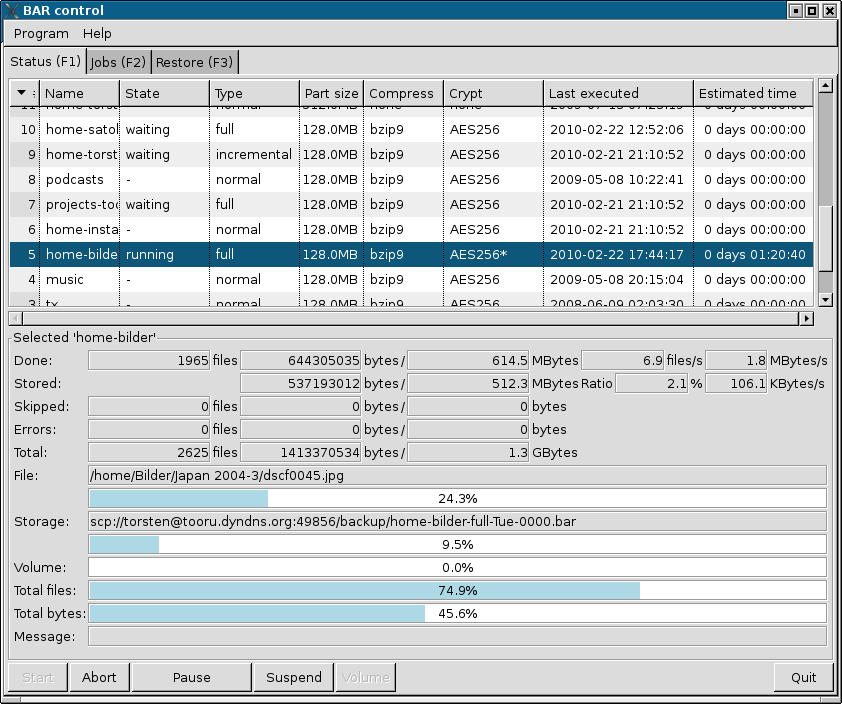 BAR control
Program Help
Status (F1) Jobs (F2) Restore (F3)
Name State Type Part size Compress Crypt Last executed Estimated time
10 home-satol waiting full 128.0MB bzip9 AES256 2010-02-22 12:52:06 0 days 00:00:00
9 home-torst waiting incremental 128.0MB bzip9 AES256 2010-02-21 21:10:52 0 days 00:00:00
8 podcasts - normal 128.0MB bzip9 AES256 2009-05-08 10:22:41 0 days 00:00:00
7 projects-too waiting full 128.0MB bzip9 AES256 2010-02-21 21:10:52 0 days 00:00:00
6 home-insta - normal 128.0MB bzip9 AES256 2010-02-21 21:10:52 0 days 00:00:00
5 home-bilde running full 128.0MB bzip9 AES256* 2010-02-22 17:44:17 0 days 01:20:40
4 music - normal 128.0MB bzip9 AES256 2009-05-08 20:15:04 0 days 00:00:00
3 tx - normal 128.0MB bzip9 AES256 2008-06-09 02:03:30 0 days 00:00:00
Selected 'home-bilder'
Done: 1965 files 644305035 bytes / 614.5 MBytes 6.9 files/s 1.8 MBytes/s
Stored: 537193012 bytes / 512.3 MBytes Ratio 2.1 % 106.1 KBytes/s
Skipped: 0 files 0 bytes / 0 bytes
Errors: 0 files 0 bytes / 0 bytes
Total: 2625 files 1413370534 bytes / 1.3 GBytes
File: /home/Bilder/Japan 2004-3/dscf0045.jpg
24.3%
Storage: scp://torsten@tooru.dyndns.org:49856/backup/home-bilder-full-Tue-0000.bar
9.5%
Volume: 0.0%
Total files: 74.9%
Total bytes: 45.6%
Message:
Start Abort Pause Suspend Volume Quit